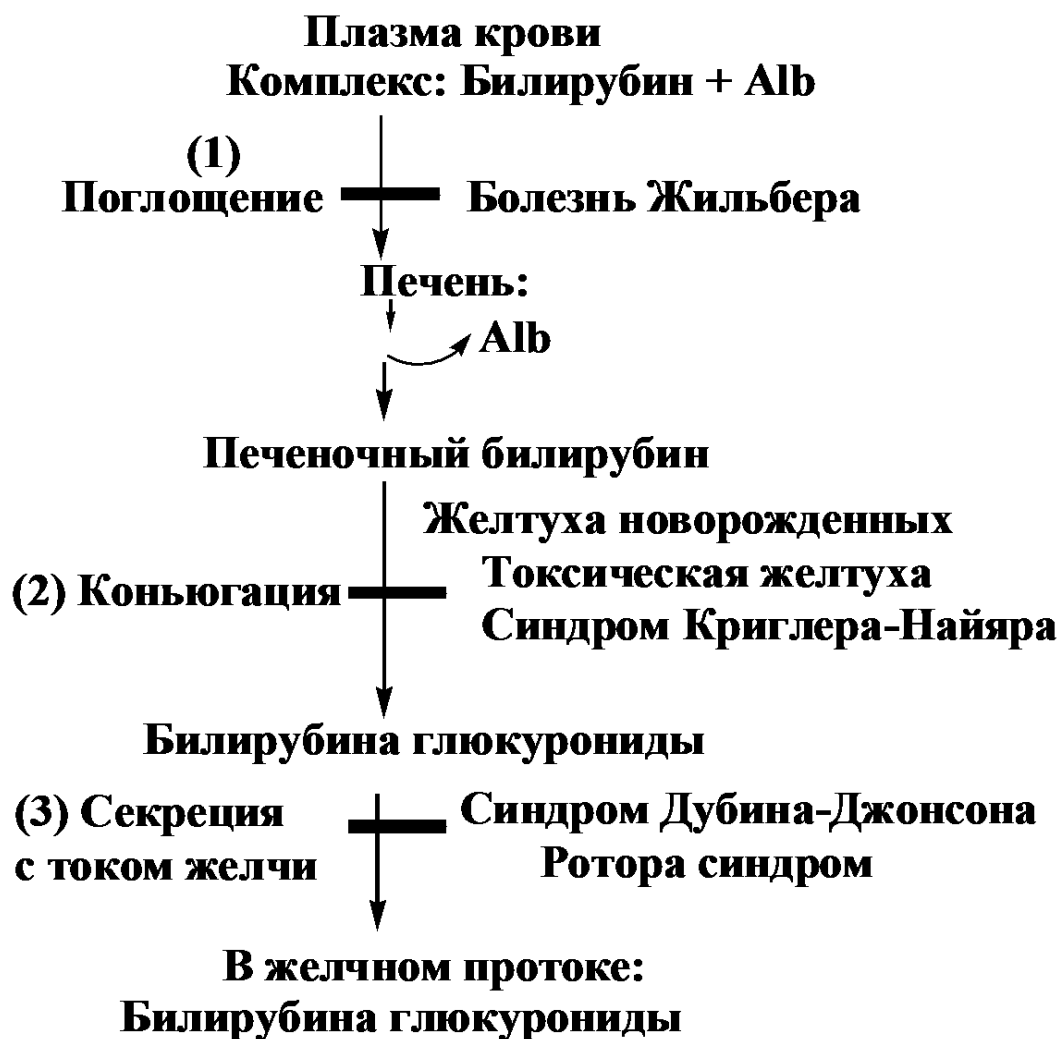 Плазма крови
Комплекс: Билирубин + Alb
(1)
Поглощение
Болезнь Жильбера
Печень:
Alb
Печеночный билирубин
Желтуха новорожденных
(2) Коньюгация
Токсическая желтуха
Синдром Криглера-Найяра
Билирубина глюкурониды
(3) Секреция
с током желчи
Синдром Дубина-Джонсона
Ротора синдром
В желчном протоке:
Билирубина глюкурониды